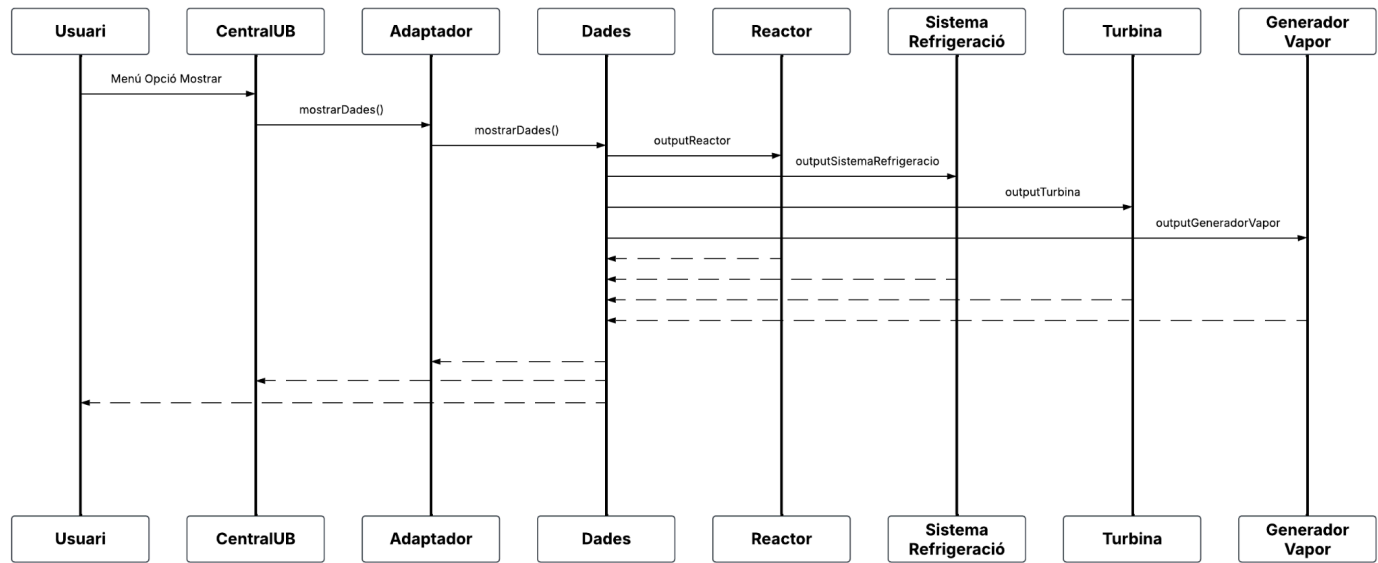 Usuari
CentralUB
Adaptador
Dades
Reactor
Sistema
Refrigeració
Turbina
Generador
Vapor
Menú Opció Mostrar
mostrarDades()
mostrarDades()
outputReactor
outputSistemaRefrigeracio
outputTurbina
outputGeneradorVapor
Usuari
CentralUB
Adaptador
Dades
Reactor
Sistema
Refrigeració
Turbina
Generador
Vapor